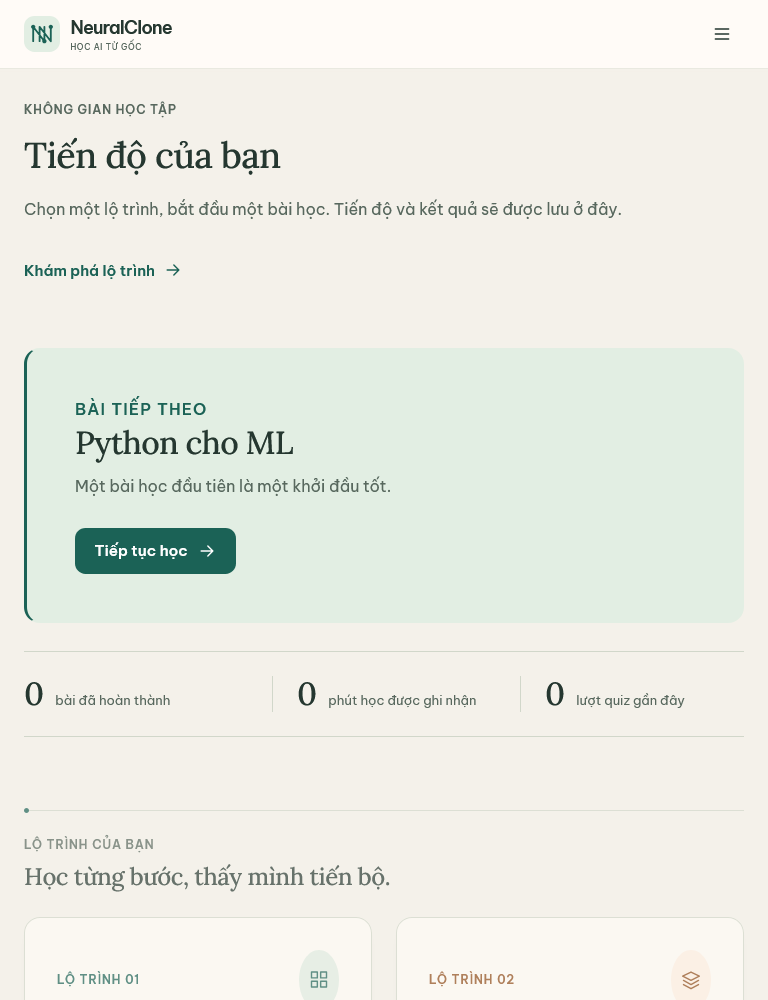 NeuralClone
HỌC AI TỪ GỐC
KHÔNG GIAN HỌC TẬP
Tiến độ của bạn
Chọn một lộ trình, bắt đầu một bài học. Tiến độ và kết quả sẽ được lưu ở đây.
Khám phá lộ trình →
BÀI TIẾP THEO
Python cho ML
Một bài học đầu tiên là một khởi đầu tốt.
Tiếp tục học →
0 bài đã hoàn thành
0 phút học được ghi nhận
0 lượt quiz gần đây
LỘ TRÌNH CỦA BẠN
Học từng bước, thấy mình tiến bộ.
LỘ TRÌNH 01
LỘ TRÌNH 02